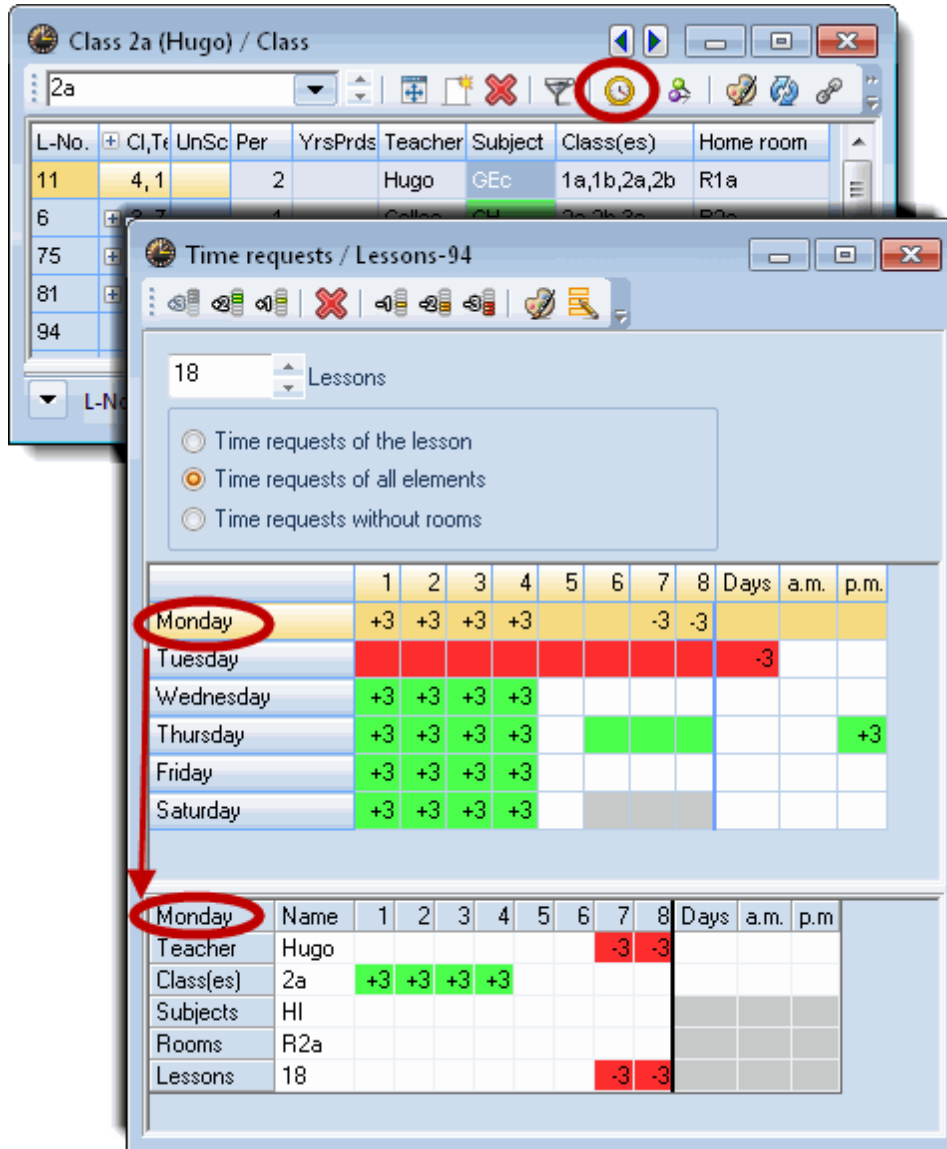 Class 2a (Hugo) / Class
2a
L-No. Cl,Te UnSc Per YrsPrds Teacher Subject Class(es) Home room
11 4, 1 2 Hugo GEc 1a,1b,2a,2b R1a
6
75
81
94
L-No
Time requests / Lessons-94
18 Lessons
Time requests of the lesson
Time requests of all elements
Time requests without rooms
1 2 3 4 5 6 7 8 Days a.m. p.m.
Monday +3 +3 +3 +3 -3 -3
Tuesday -3
Wednesday +3 +3 +3 +3
Thursday +3 +3 +3 +3 +3
Friday +3 +3 +3 +3
Saturday +3 +3 +3 +3
Monday Name 1 2 3 4 5 6 7 8 Days a.m. p.m
Teacher Hugo -3 -3
Class(es) 2a +3 +3 +3 +3
Subjects HI
Rooms R2a
Lessons 18 -3 -3